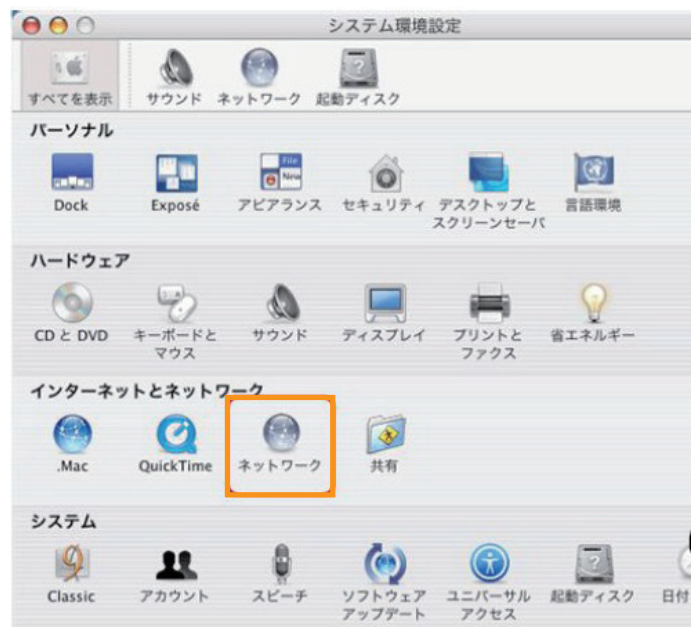 システム環境設定
すべてを表示 サウンド ネットワーク 起動ディスク
パーソナル
File
New
Dock Exposé アピアランス セキュリティ デスクトップと 言語環境
スクリーンセーバ
ハードウェア
CD と DVD キーボードと サウンド ディスプレイ プリントと 省エネルギー
マウス ファクス
インターネットとネットワーク
.Mac QuickTime ネットワーク 共有
システム
Classic アカウント スピーチ ソフトウェア ユニバーサル 起動ディスク 日付
アップデート アクセス